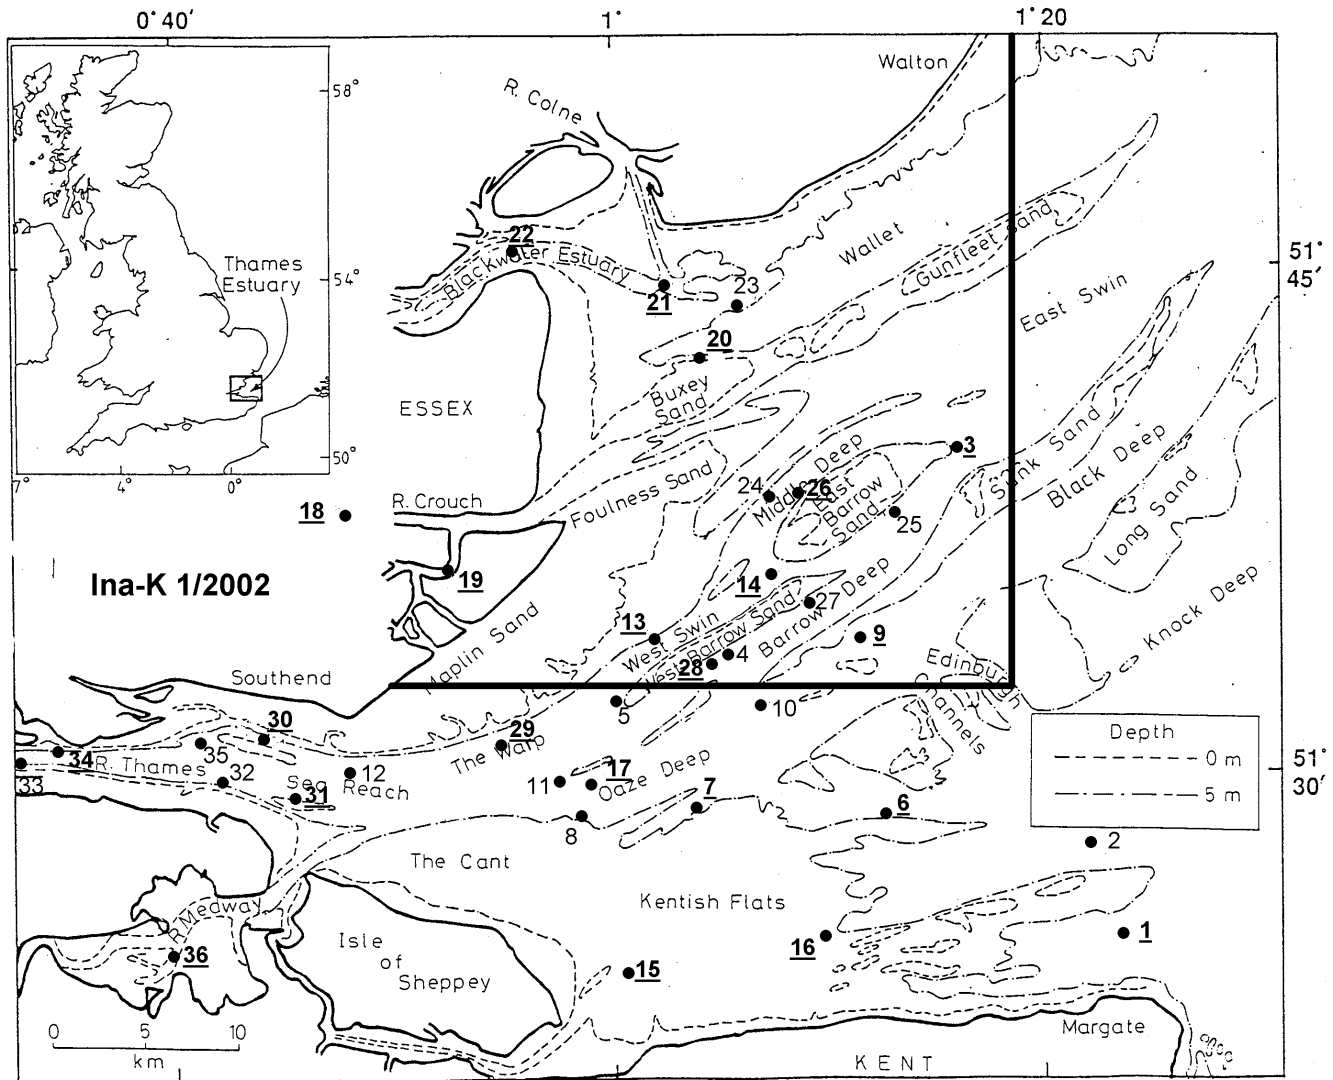 0° 40'
1°
1° 20
58°
54°
50°
7°
4°
0°
Thames
Estuary
Walton
R. Colne
Wallet
Gunfleet Sand
51°
45'
East Swin
22
Blackwater Estuary
21
23
20
Buxey
Sand
ESSEX
3
Sunk Sand
Black Deep
Long Sand
Knock Deep
Middle Deep
24
26
East
Barrow
Sand
25
Foulness Sand
R. Crouch
18
Ina-K 1/2002
19
14
27
Barrow Deep
13
West Swin
West Barrow Sand
28
4
9
Maplin Sand
Edinburgh
Channels
Southend
5
10
30
29
The Warp
35
34
R. Thames
33
32
Sea Reach
31
12
11
17
Oaze Deep
8
7
6
Depth
0 m
5 m
51°
30'
2
The Cant
R. Medway
36
Isle
of
Sheppey
Kentish Flats
16
15
1
Margate
KENT
0
5
10
km